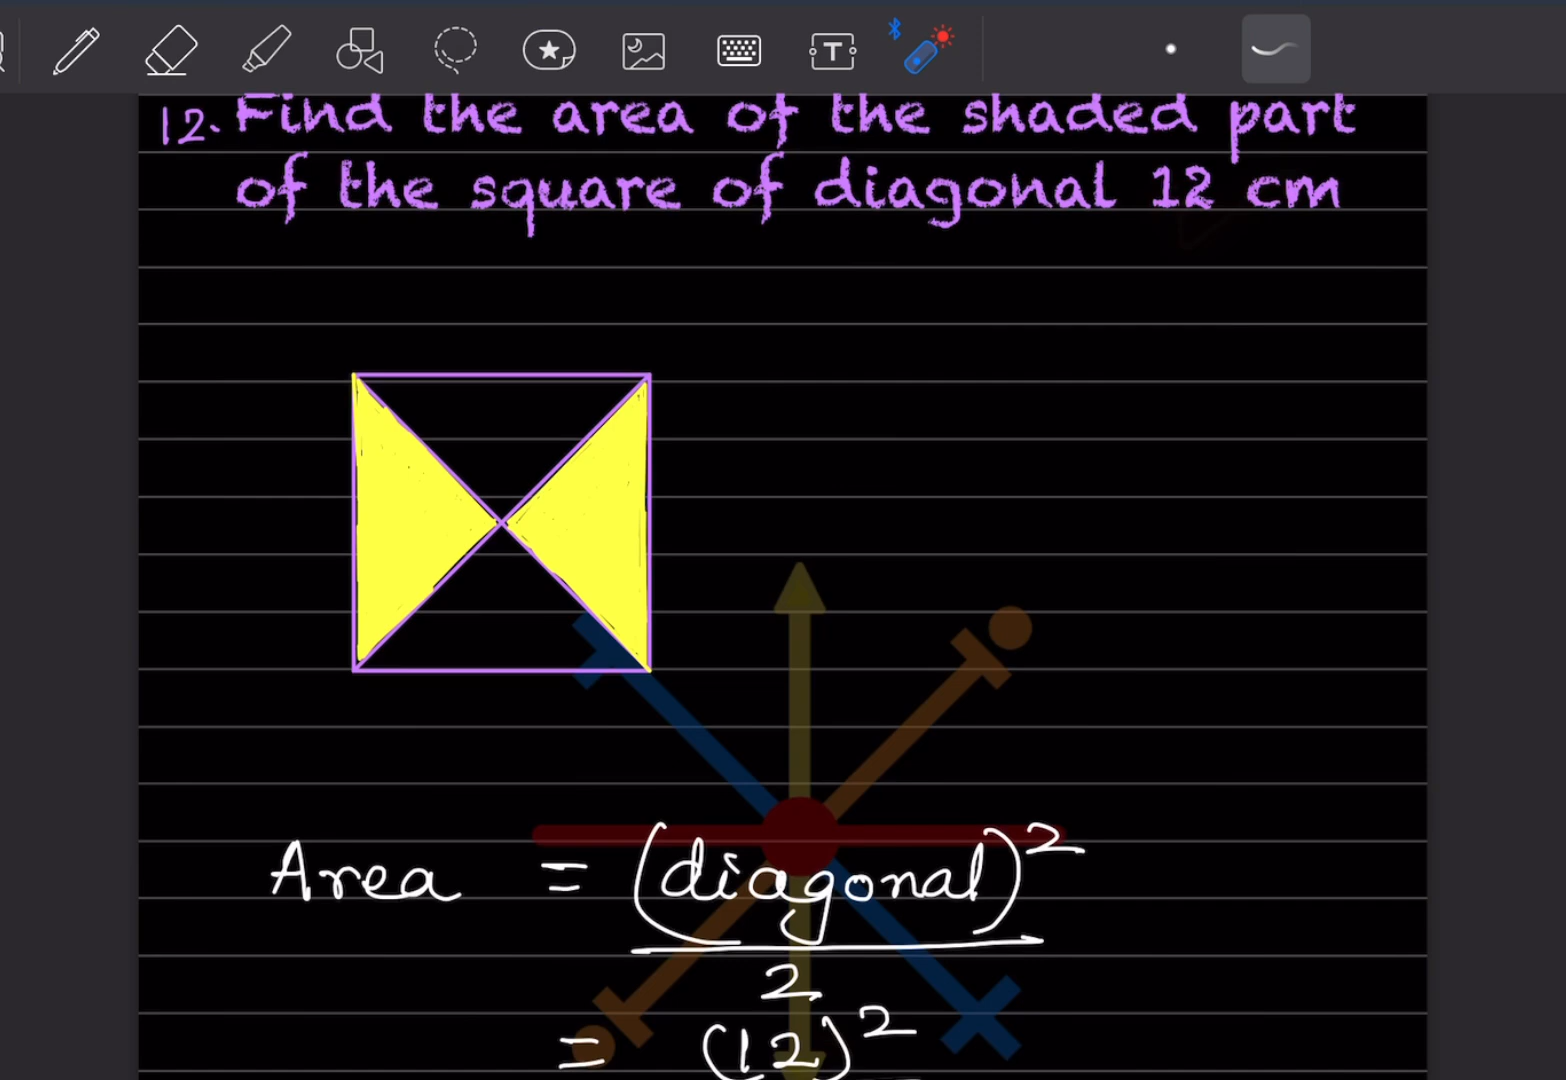 12. Find the area of the shaded part
of the square of diagonal 12 cm
Area = (diagonal)²
2
= (12)²